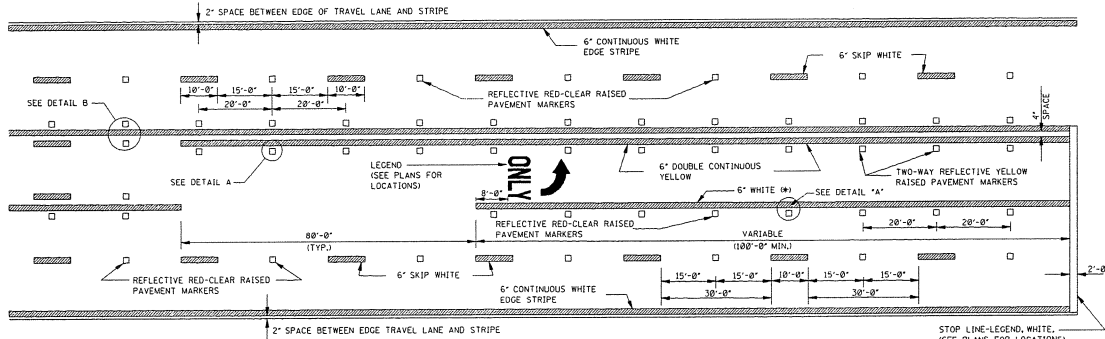 2" SPACE BETWEEN EDGE OF TRAVEL LANE AND STRIPE
6" CONTINUOUS WHITE
EDGE STRIPE
6" SKIP WHITE
10'-0"
15'-0"
15'-0"
10'-0"
20'-0"
20'-0"
REFLECTIVE RED-CLEAR RAISED
PAVEMENT MARKERS
SEE DETAIL B
4"
SPACE
SEE DETAIL A
LEGEND
(SEE PLANS FOR
LOCATIONS)
ONLY
6" DOUBLE CONTINUOUS
YELLOW
TWO-WAY REFLECTIVE YELLOW
RAISED PAVEMENT MARKERS
8'-0"
6" WHITE (*)
SEE DETAIL "A"
REFLECTIVE RED-CLEAR RAISED
PAVEMENT MARKERS
20'-0"
20'-0"
80'-0"
(TYP.)
VARIABLE
(100'-0" MIN.)
REFLECTIVE RED-CLEAR RAISED
PAVEMENT MARKERS
6" SKIP WHITE
15'-0"
15'-0"
10'-0"
15'-0"
15'-0"
30'-0"
30'-0"
2'-0
6" CONTINUOUS WHITE
EDGE STRIPE
2" SPACE BETWEEN EDGE TRAVEL LANE AND STRIPE
STOP LINE-LEGEND, WHITE,
(SEE PLANS FOR LOCATIONS)